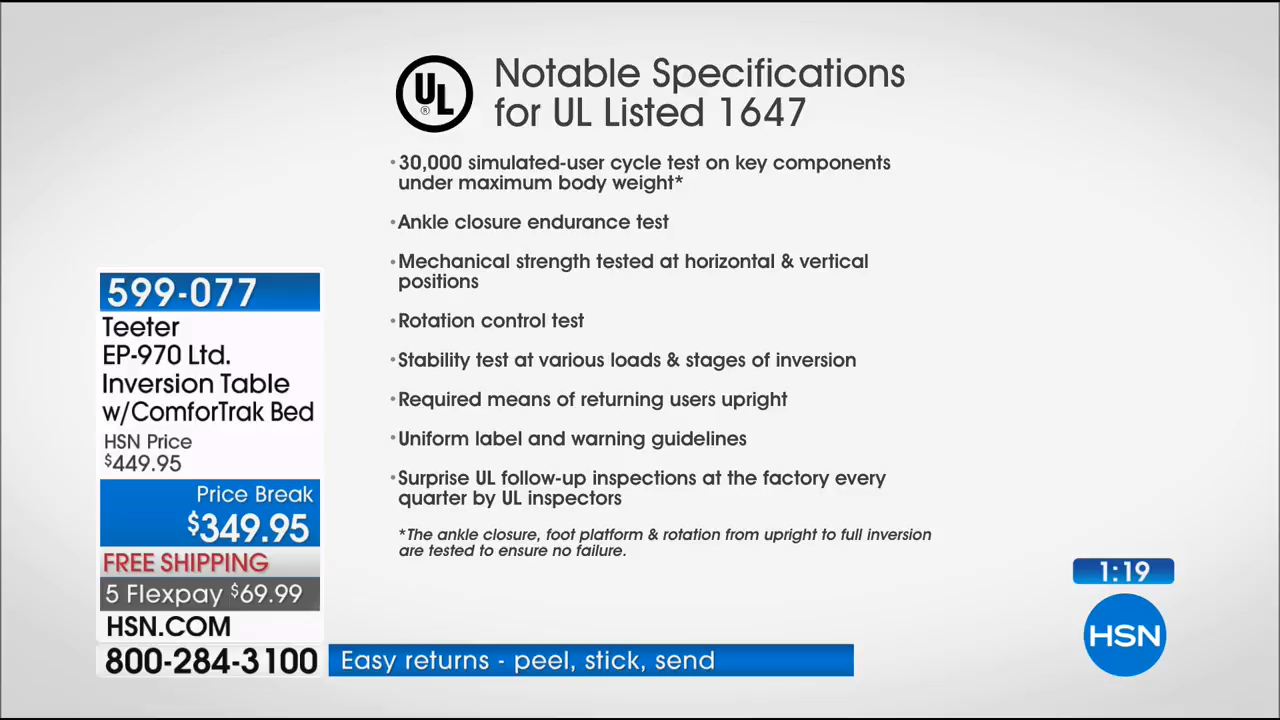 UL®
Notable Specifications
for UL Listed 1647
•30,000 simulated-user cycle test on key components
under maximum body weight*
•Ankle closure endurance test
•Mechanical strength tested at horizontal & vertical
positions
•Rotation control test
•Stability test at various loads & stages of inversion
•Required means of returning users upright
•Uniform label and warning guidelines
•Surprise UL follow-up inspections at the factory every
quarter by UL inspectors
*The ankle closure, foot platform & rotation from upright to full inversion
are tested to ensure no failure.
599-077
Teeter
EP-970 Ltd.
Inversion Table
w/ComforTrak Bed
HSN Price
$449.95
Price Break
$349.95
FREE SHIPPING
5 Flexpay $69.99
HSN.COM
800-284-3100
Easy returns - peel, stick, send
1:19
HSN